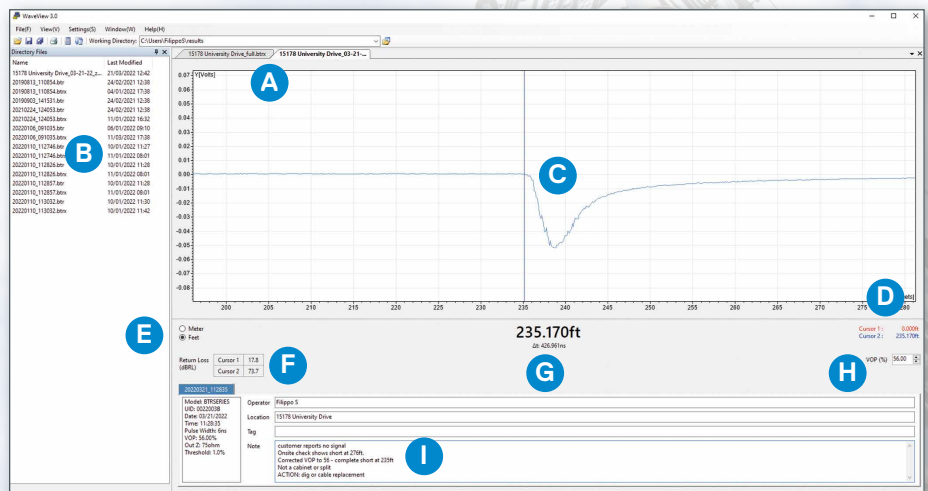 WaveView 3.0
File(F) View(V) Settings(S) Window(W) Help(H)
Working Directory: C:\Users\FilippoS\results
Directory Files
15178 University Drive_full.btrx 15178 University Drive_03-21-...
Name Last Modified
15178 University Drive_03-21-22_z... 21/03/2022 12:42
20190813_110854.btr 24/02/2021 12:38
20190813_110854.btrx 04/01/2022 17:38
20190903_141531.btr 24/02/2021 12:38
20210224_124053.btr 24/02/2021 12:38
20210224_124053.btrx 11/01/2022 16:32
20220106_091035.btr 06/01/2022 09:10
20220106_091035.btrx 11/03/2022 17:38
20220110_112746.btr 10/01/2022 11:27
20220110_112746.btrx 11/01/2022 08:01
20220110_112826.btr 10/01/2022 11:28
20220110_112826.btrx 11/01/2022 08:01
20220110_112857.btr 10/01/2022 11:28
20220110_112857.btrx 11/01/2022 08:01
20220110_113032.btr 10/01/2022 11:30
20220110_113032.btrx 10/01/2022 11:42
A
B
C
D
Y[Volts]
0.07
0.06
0.05
0.04
0.03
0.02
0.01
0.00
-0.01
-0.02
-0.03
-0.04
-0.05
-0.06
-0.07
-0.08
200 205 210 215 220 225 230 235 240 245 250 255 260 265 270 275 280
E
Meter
Feet
235.170ft
Δt: 426.961ns
Cursor 1 : 0.000ft
Cursor 2 : 235.170ft
Return Loss
(dBRL)
Cursor 1 17.8
Cursor 2 73.7
F
G
H
VOP (%) 56.00
20220321_112835
Model: BTRSERIES
UID: 0022003B
Date: 03/21/2022
Time: 11:28:35
Pulse Width: 6ns
VOP: 56.00%
Out Z: 75ohm
Threshold: 1.0%
Operator Filippo S
Location 15178 University Drive
Tag
Note customer reports no signal
Onsite check shows short at 276ft.
Corrected VOP to 56 - complete short at 235ft
Not a cabinet or split
ACTION: dig or cable replacement
I